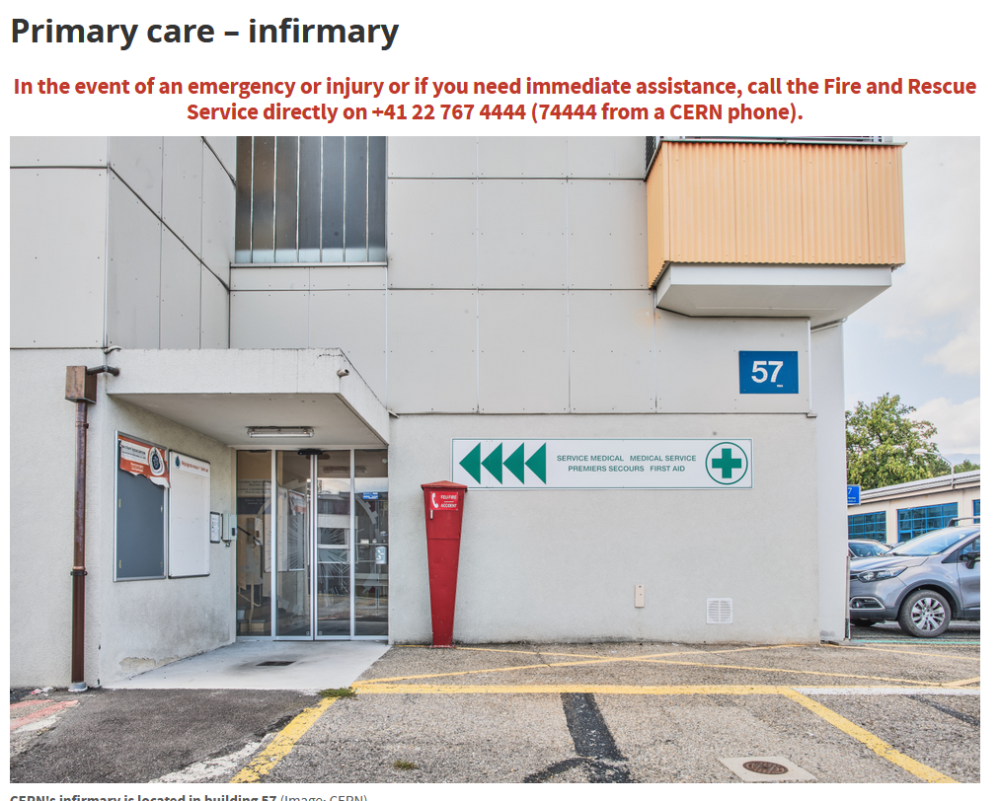 Primary care – infirmary
In the event of an emergency or injury or if you need immediate assistance, call the Fire and Rescue
Service directly on +41 22 767 4444 (74444 from a CERN phone).
57
SERVICE MEDICAL MEDICAL SERVICE
PREMIERS SECOURS FIRST AID
FEU/FIRE
ACCIDENT
7
CERN's infirmary is located in building 57 (Image: CERN)